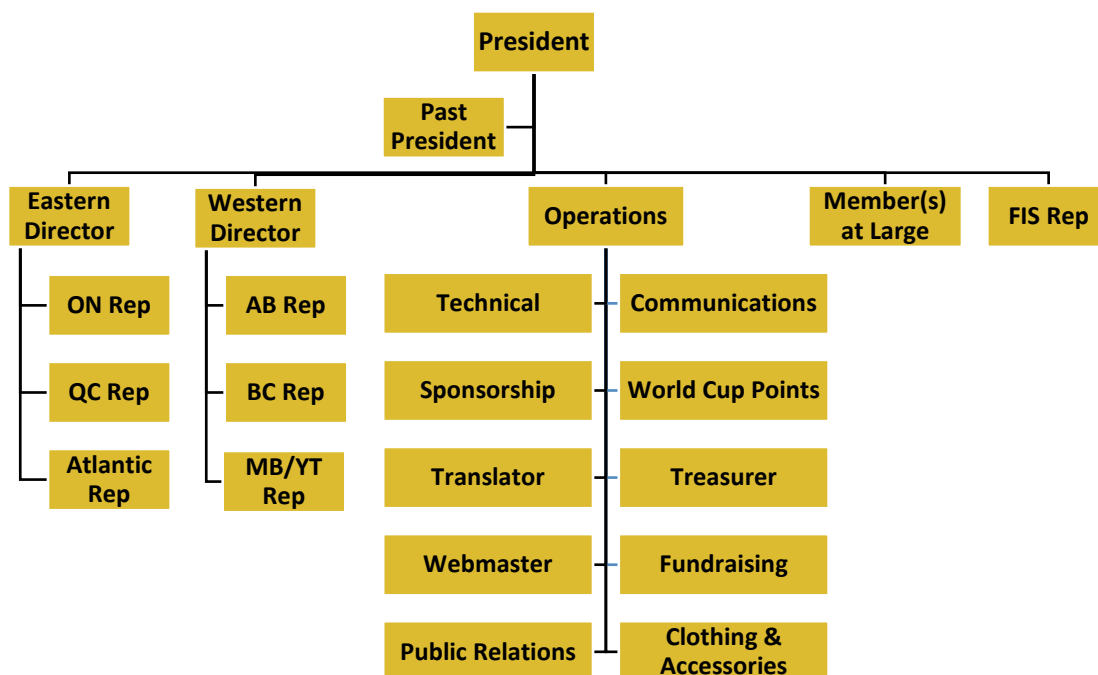 President
Past
President
Eastern
Director
Western
Director
Operations
Member(s)
at Large
FIS Rep
ON Rep
AB Rep
Technical
Communications
QC Rep
BC Rep
Sponsorship
World Cup Points
Atlantic
Rep
MB/YT
Rep
Translator
Treasurer
Webmaster
Fundraising
Public Relations
Clothing &
Accessories